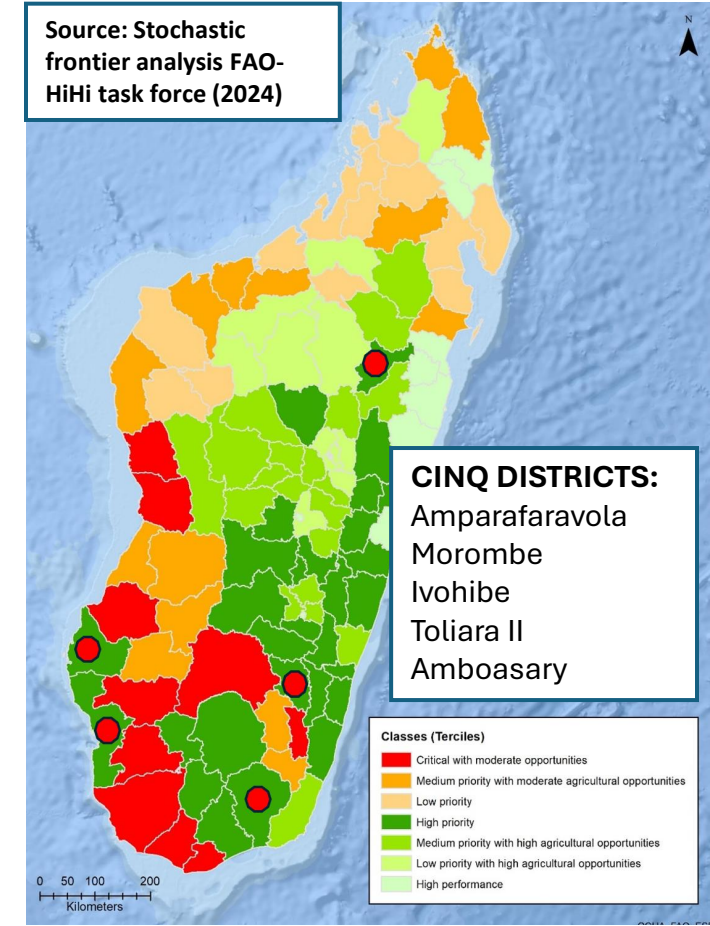 Source: Stochastic
frontier analysis FAO-
HiHi task force (2024)
N
CINQ DISTRICTS:
Amparafaravola
Morombe
Ivohibe
Toliara II
Amboasary
Classes (Terciles)
Critical with moderate opportunities
Medium priority with moderate agricultural opportunities
Low priority
High priority
Medium priority with high agricultural opportunities
Low priority with high agricultural opportunities
High performance
0 50 100 200
Kilometers